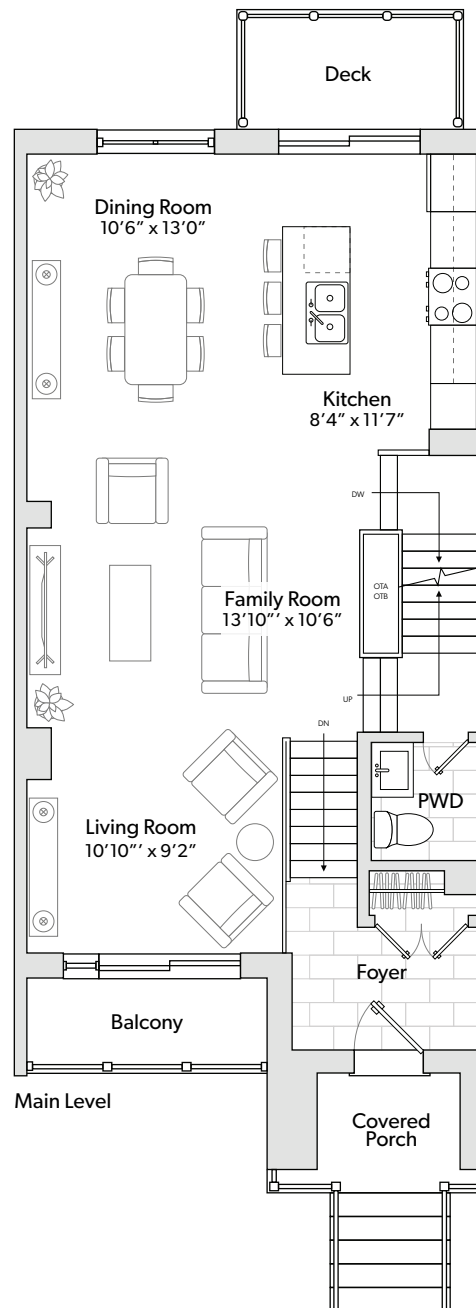 Deck
Dining Room
10’6” x 13’0”
Kitchen
8’4” x 11’7”
DW
OTA
OTB
Family Room
13’10”’ x 10’6”
UP
DN
PWD
Living Room
10’10”’ x 9’2”
Foyer
Balcony
Main Level
Covered
Porch